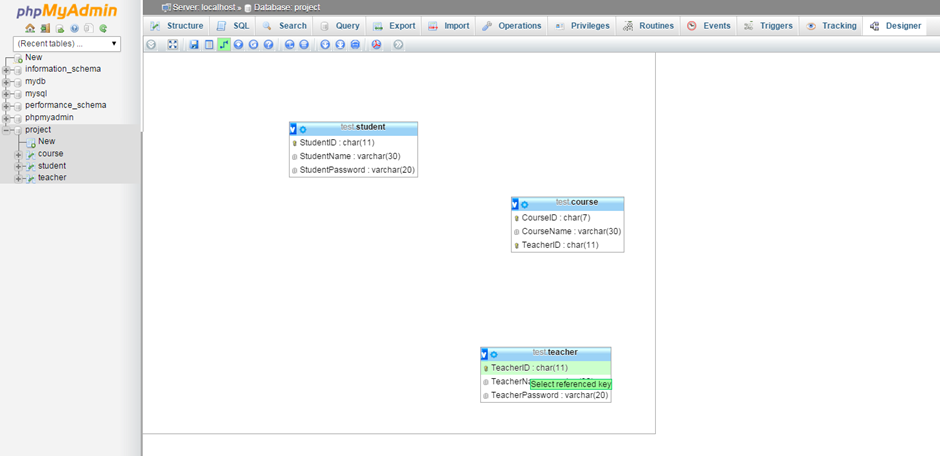 phpMyAdmin
(Recent tables) ...
New
information_schema
mydb
mysql
performance_schema
phpmyadmin
project
New
course
student
teacher
Server: localhost » Database: project
Structure SQL Search Query Export Import Operations Privileges Routines Events Triggers Tracking Designer
test.student
StudentID : char(11)
StudentName : varchar(30)
StudentPassword : varchar(20)
test.course
CourseID : char(7)
CourseName : varchar(30)
TeacherID : char(11)
test.teacher
TeacherID : char(11)
Select referenced key
TeacherPassword : varchar(20)